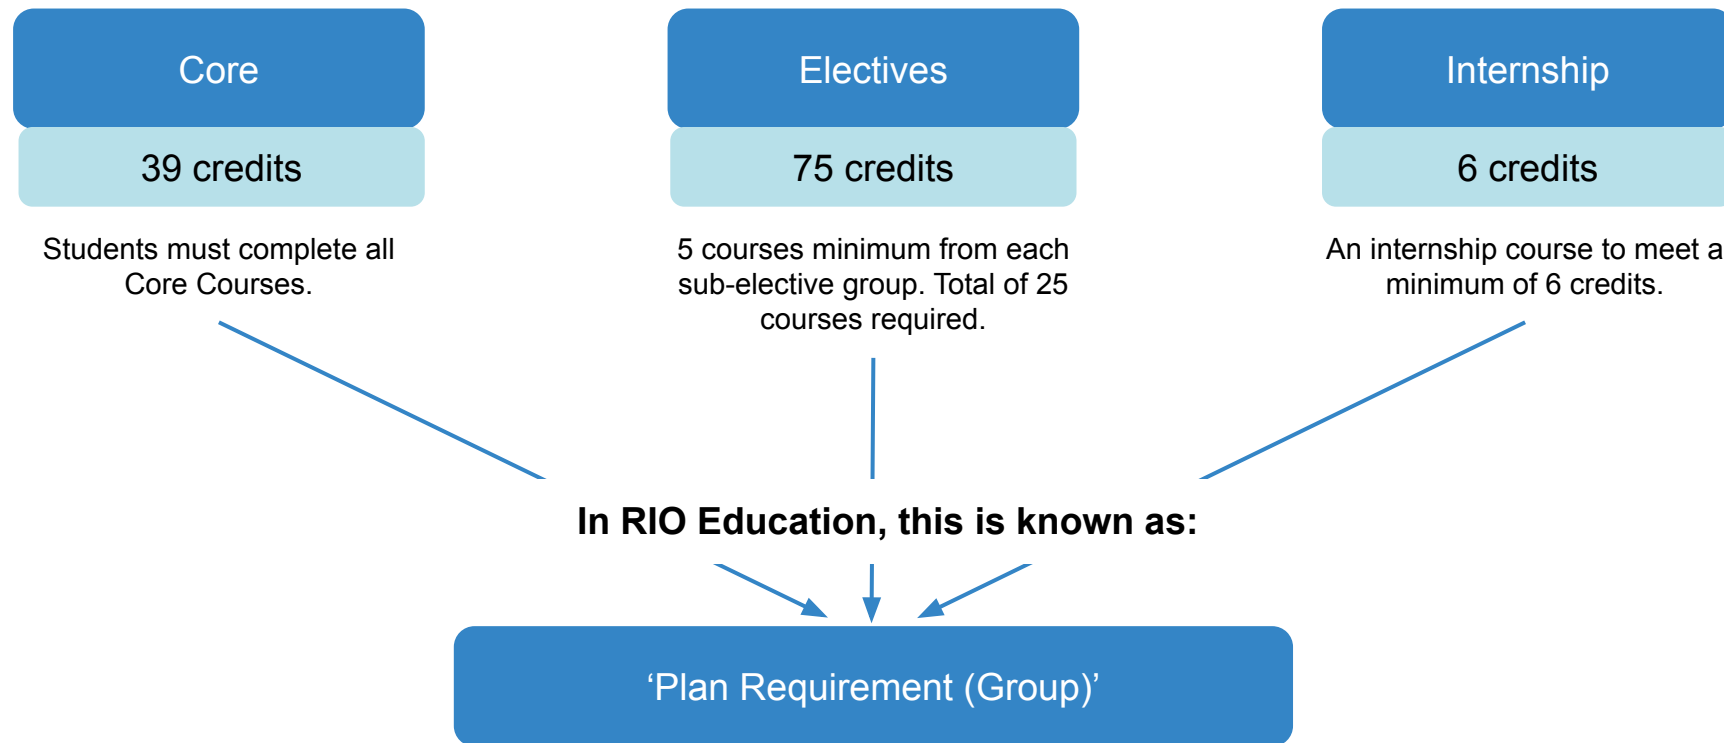 Core
39 credits
Students must complete all
Core Courses.
Electives
75 credits
5 courses minimum from each
sub-elective group. Total of 25
courses required.
Internship
6 credits
An internship course to meet a
minimum of 6 credits.
In RIO Education, this is known as:
‘Plan Requirement (Group)’